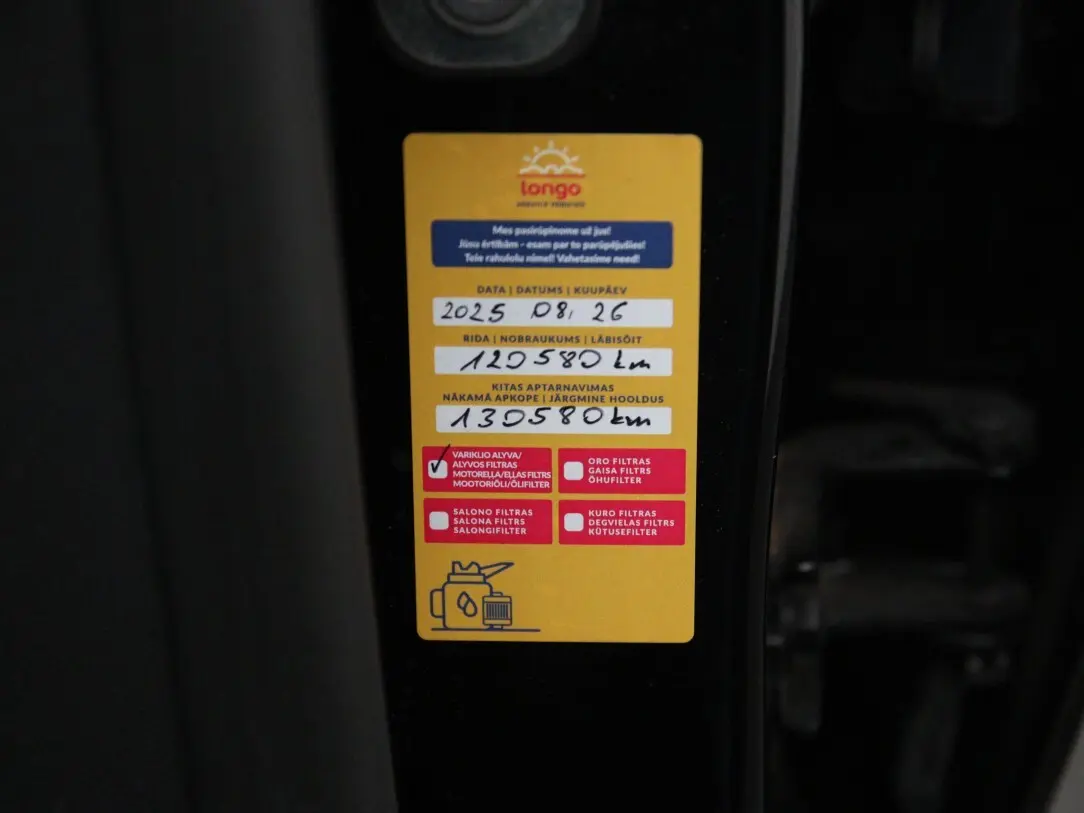 longo
Mes pasirūpinome už jus!
Jūsu ērtībām - esam par to parūpējušies!
Teie rahulolu nimel! Vahetasime need!
DATA | DATUMS | KUUPÄEV
2025 08. 26
RIDA | NOBRAUKUMS | LÄBISÕIT
120580 km
KITAS APTARNAVIMAS
NĀKAMĀ APKOPE | JÄRGMINE HOOLDUS
130580 km
VARIKLIO ALYVA/
ALYVOS FILTRAS
MOTOREĻĻA/EĻĻAS FILTRS
MOOTORIÕLI/ÕLIFILTER
ORO FILTRAS
GAISA FILTRS
ÕHUFILTER
SALONO FILTRAS
SALONA FILTRS
SALONGIFILTER
KURO FILTRAS
DEGVIELAS FILTRS
KÜTUSEFILTER